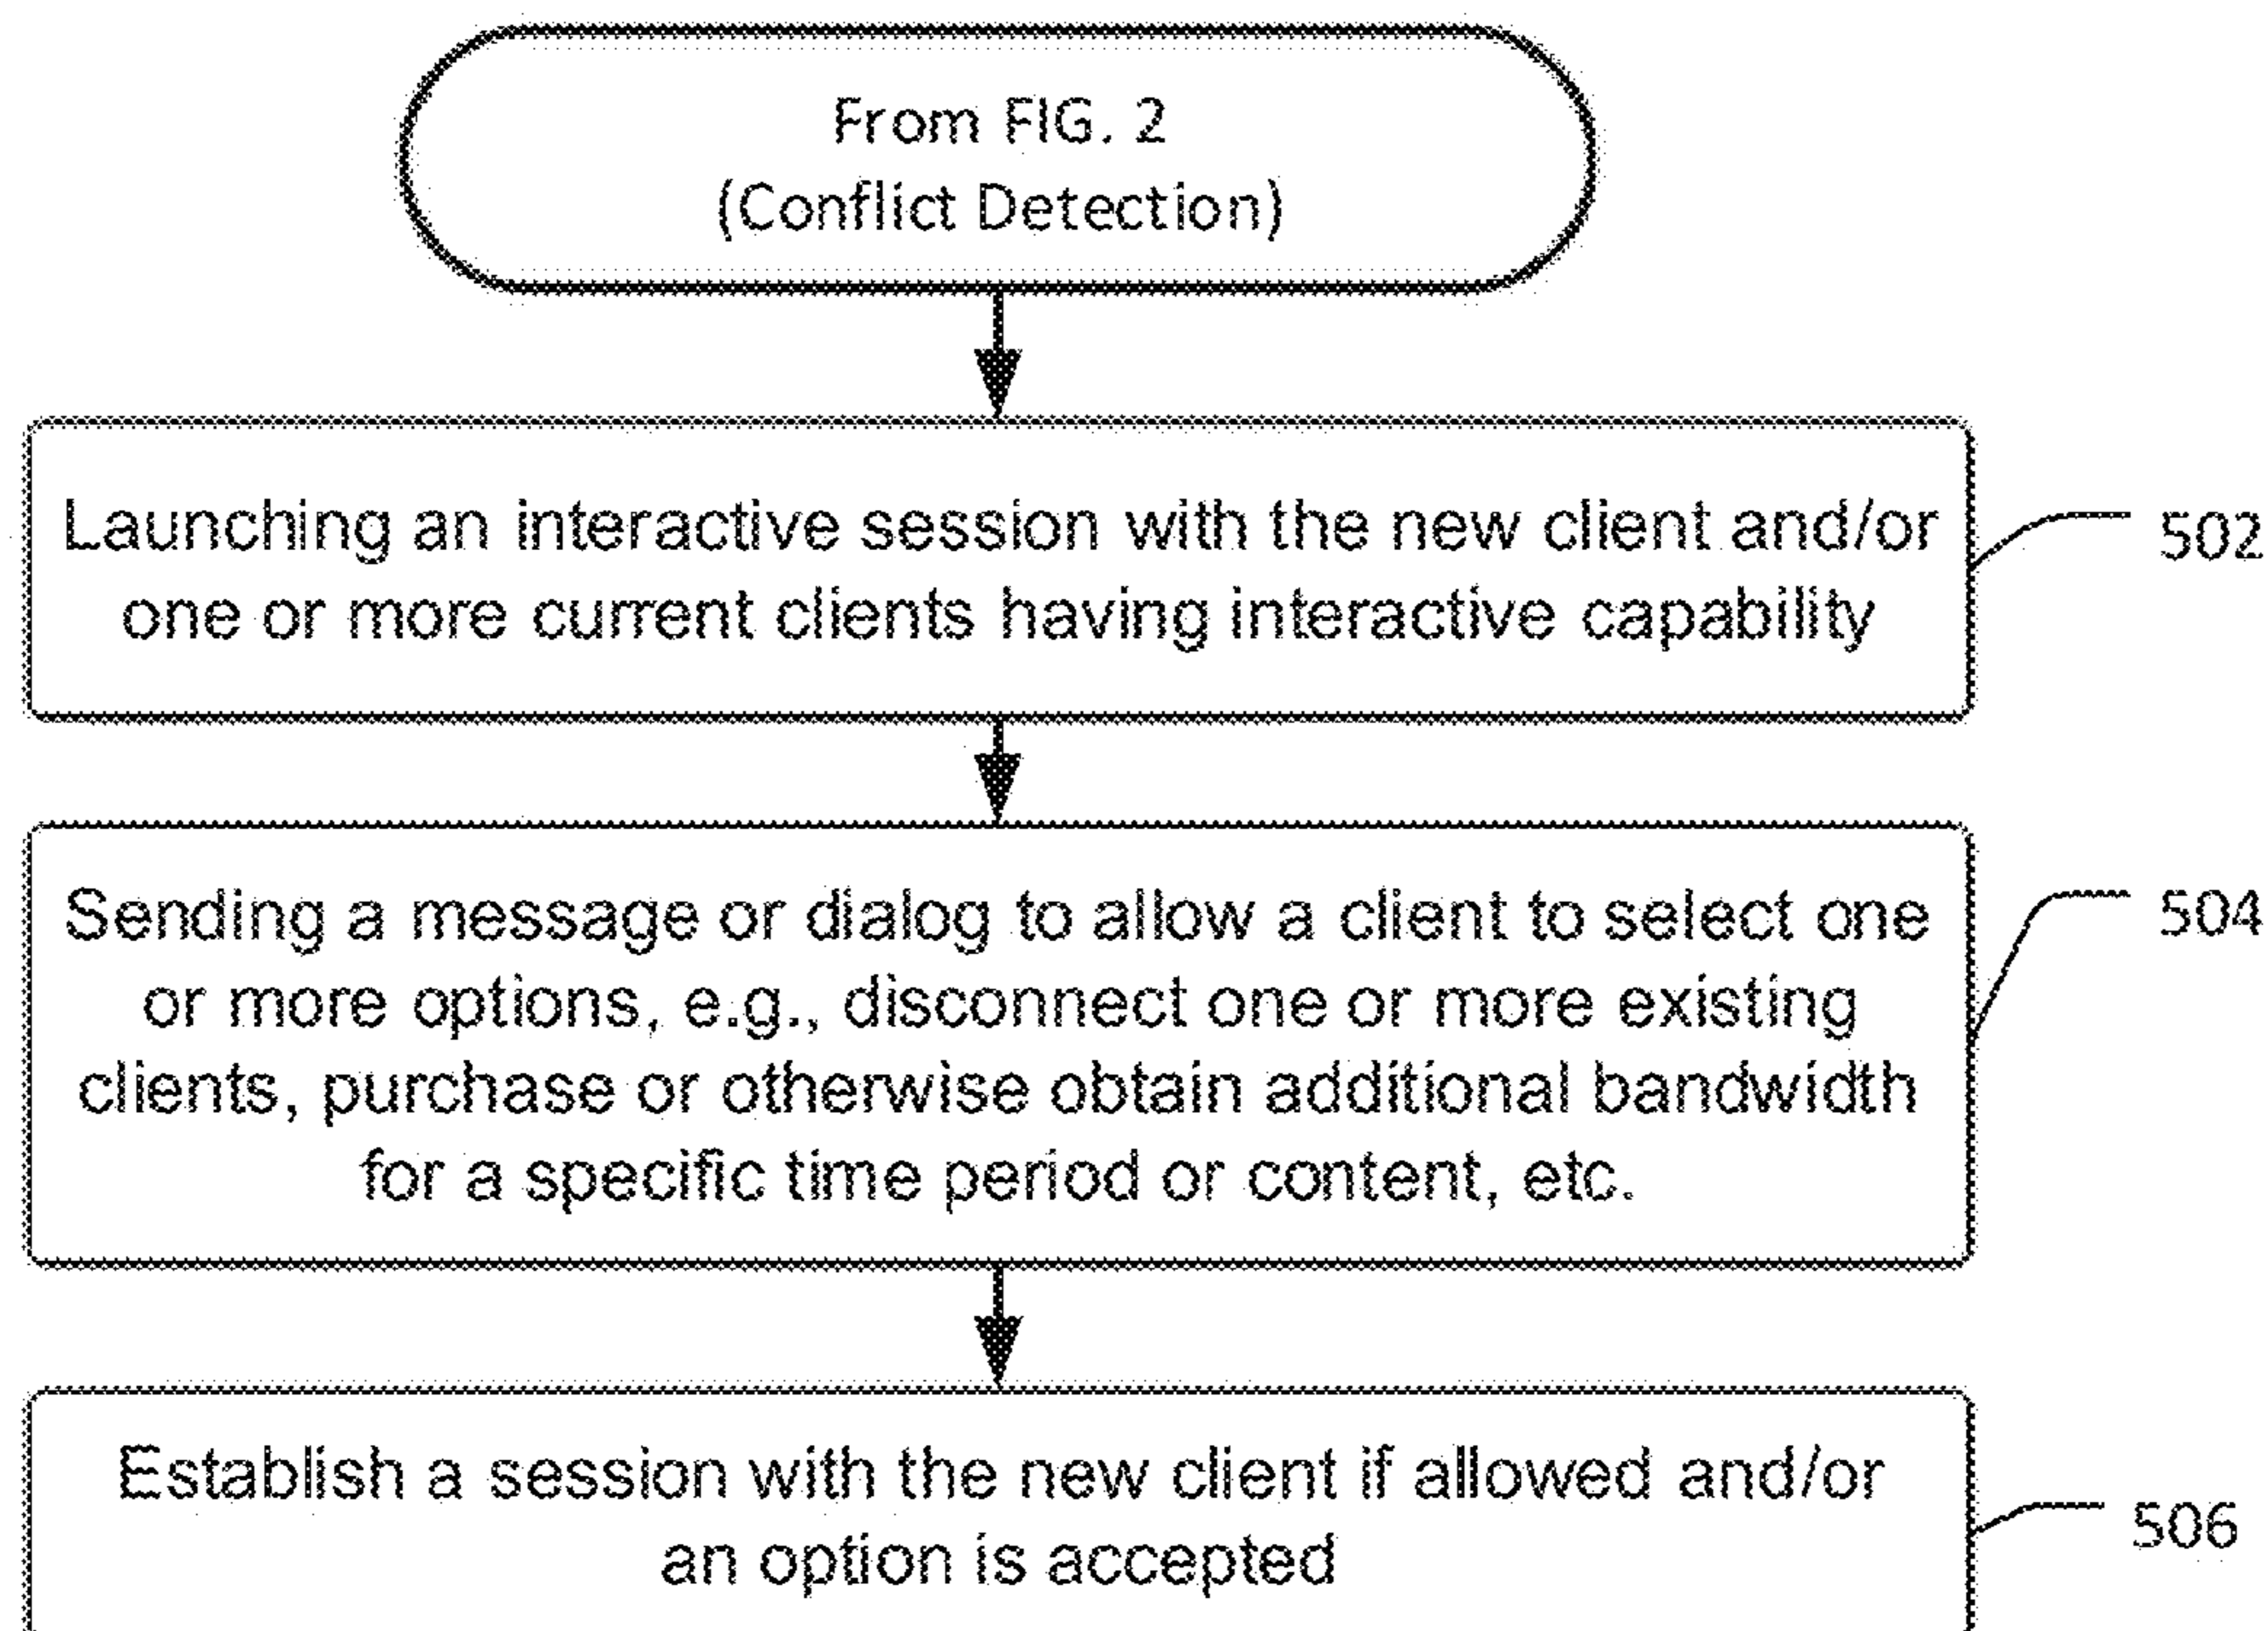 From FIG. 2
(Conflict Detection)
Launching an interactive session with the new client and/or
one or more current clients having interactive capability
502
Sending a message or dialog to allow a client to select one
or more options, e.g., disconnect one or more existing
clients, purchase or otherwise obtain additional bandwidth
for a specific time period or content, etc.
504
Establish a session with the new client if allowed and/or
an option is accepted
506